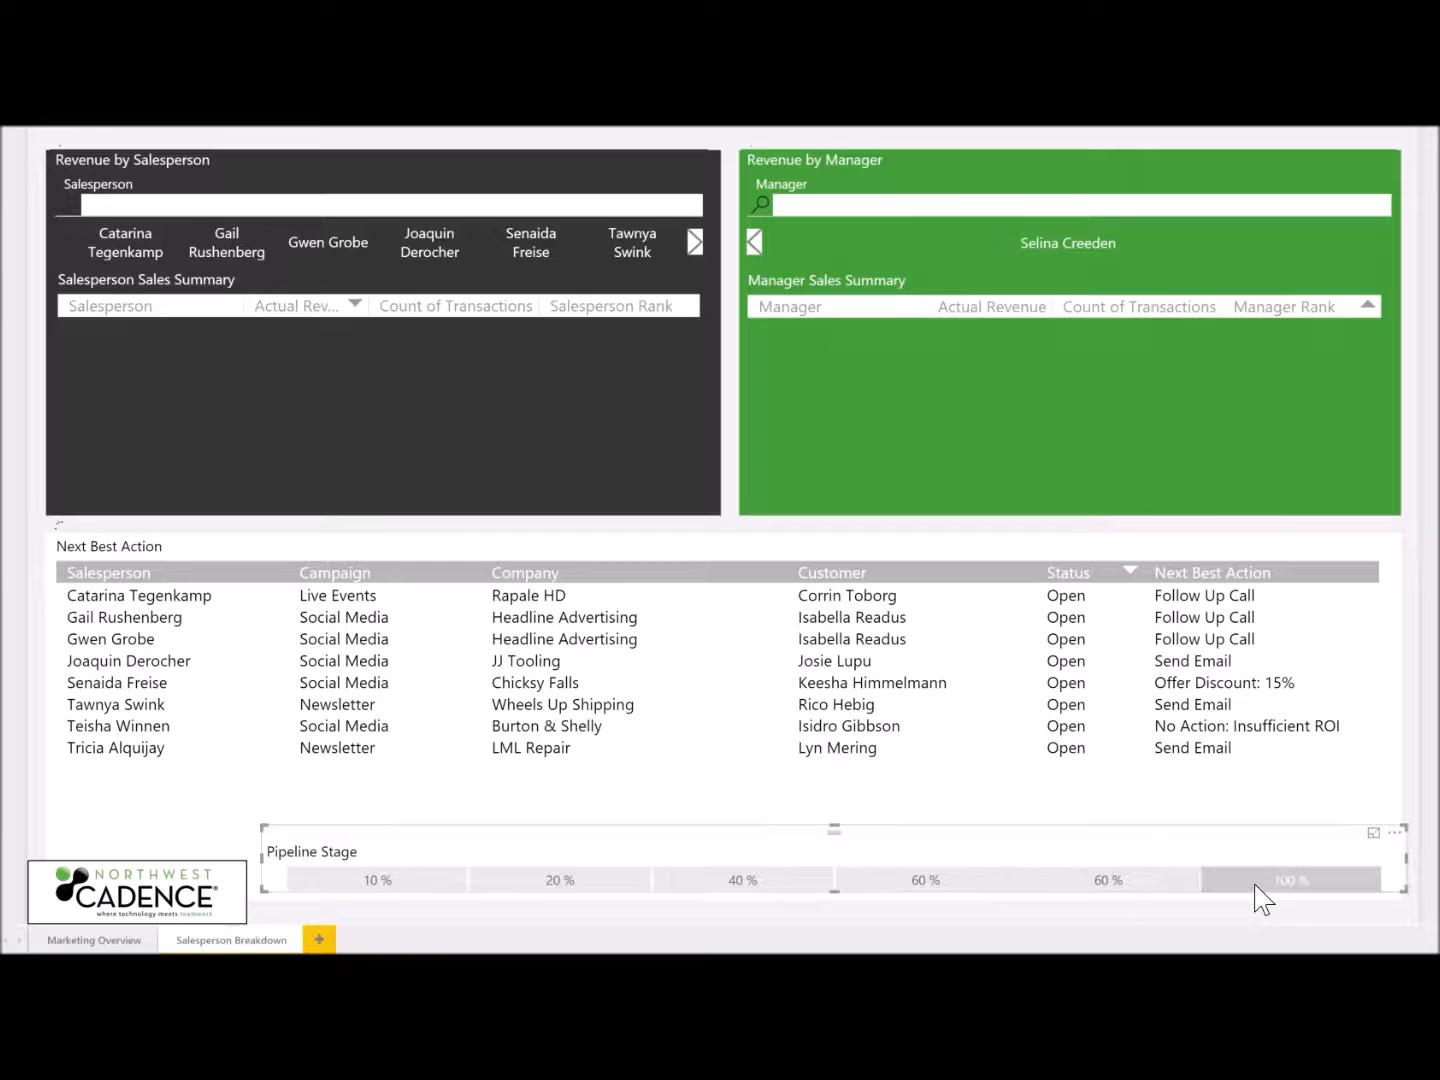 Revenue by Salesperson
Salesperson
Catarina Tegenkamp
Gail Rushenberg
Gwen Grobe
Joaquin Derocher
Senaida Freise
Tawnya Swink
Salesperson Sales Summary
Salesperson Actual Rev... Count of Transactions Salesperson Rank
Revenue by Manager
Manager
Selina Creeden
Manager Sales Summary
Manager Actual Revenue Count of Transactions Manager Rank
Next Best Action
Salesperson Campaign Company Customer Status Next Best Action
Catarina Tegenkamp Live Events Rapale HD Corrin Toborg Open Follow Up Call
Gail Rushenberg Social Media Headline Advertising Isabella Readus Open Follow Up Call
Gwen Grobe Social Media Headline Advertising Isabella Readus Open Follow Up Call
Joaquin Derocher Social Media JJ Tooling Josie Lupu Open Send Email
Senaida Freise Social Media Chicksy Falls Keesha Himmelmann Open Offer Discount: 15%
Tawnya Swink Newsletter Wheels Up Shipping Rico Hebig Open Send Email
Teisha Winnen Social Media Burton & Shelly Isidro Gibbson Open No Action: Insufficient ROI
Tricia Alquijay Newsletter LML Repair Lyn Mering Open Send Email
Pipeline Stage
10 % 20 % 40 % 60 % 60 % 100 %
NORTHWEST
CADENCE®
where technology meets teamwork
Marketing Overview Salesperson Breakdown +